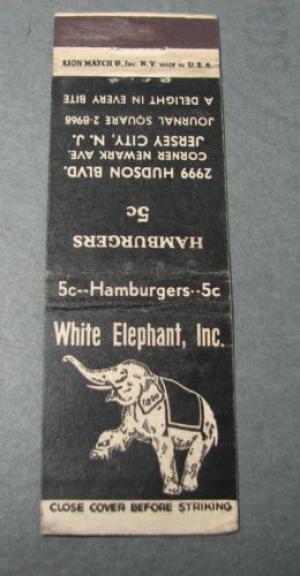 LION MATCH CO., INC. N.Y. MADE IN U.S.A.
A DELIGHT IN EVERY BITE
JOURNAL SQUARE 2-8968
JERSEY CITY, N. J.
CORNER NEWARK AVE.
2999 HUDSON BLVD.
5c
HAMBURGERS
5c--Hamburgers--5c
White Elephant, Inc.
CLOSE COVER BEFORE STRIKING